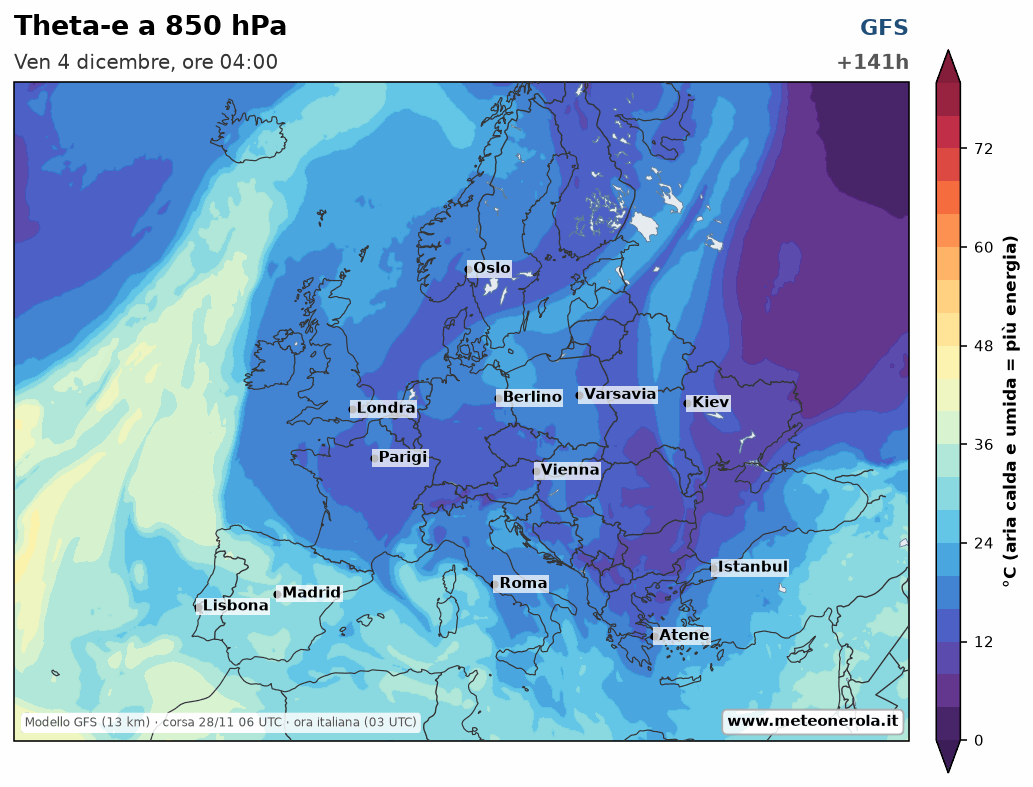 Theta-e a 850 hPa
GFS
Ven 4 dicembre, ore 04:00
+141h
Oslo
Londra
Berlino
Varsavia
Kiev
Parigi
Vienna
Istanbul
Roma
Madrid
Lisbona
Atene
Modello GFS (13 km) · corsa 28/11 06 UTC · ora italiana (03 UTC)
www.meteonerola.it
72
60
48
36
24
12
0
°C (aria calda e umida = più energia)